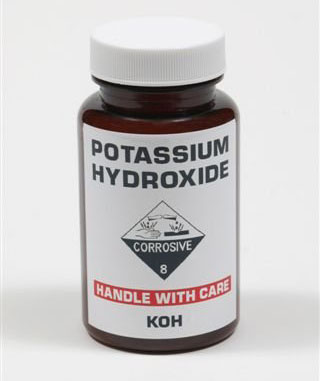 POTASSIUM
HYDROXIDE
CORROSIVE
8
HANDLE WITH CARE
KOH